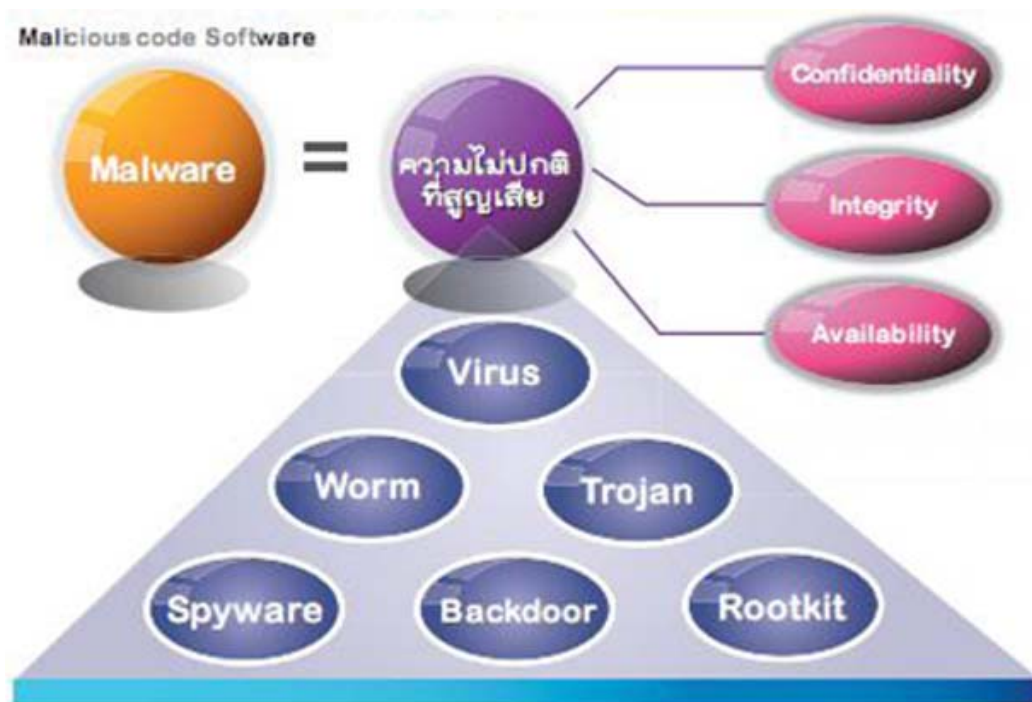 Malicious code Software
Malware
=
ความไม่ปกติ
ที่สูญเสีย
Confidentiality
Integrity
Availability
Virus
Worm
Trojan
Spyware
Backdoor
Rootkit